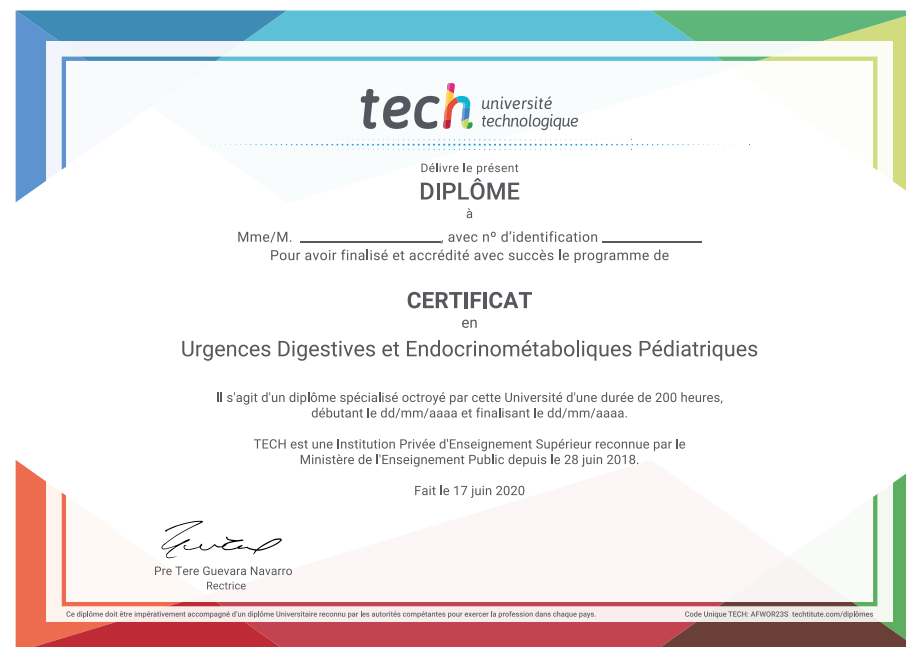 tech université
technologique
Délivre le présent
DIPLÔME
à
Mme/M. ____________________, avec nº d'identification ______________
Pour avoir finalisé et accrédité avec succès le programme de
CERTIFICAT
en
Urgences Digestives et Endocrinométaboliques Pédiatriques
Il s'agit d'un diplôme spécialisé octroyé par cette Université d'une durée de 200 heures,
débutant le dd/mm/aaaa et finalisant le dd/mm/aaaa.
TECH est une Institution Privée d'Enseignement Supérieur reconnue par le
Ministère de l'Enseignement Public depuis le 28 juin 2018.
Fait le 17 juin 2020
Pre Tere Guevara Navarro
Rectrice
Ce diplôme doit être impérativement accompagné d'un diplôme Universitaire reconnu par les autorités compétentes pour exercer la profession dans chaque pays.
Code Unique TECH: AFWOR23S techtitute.com/diplômes